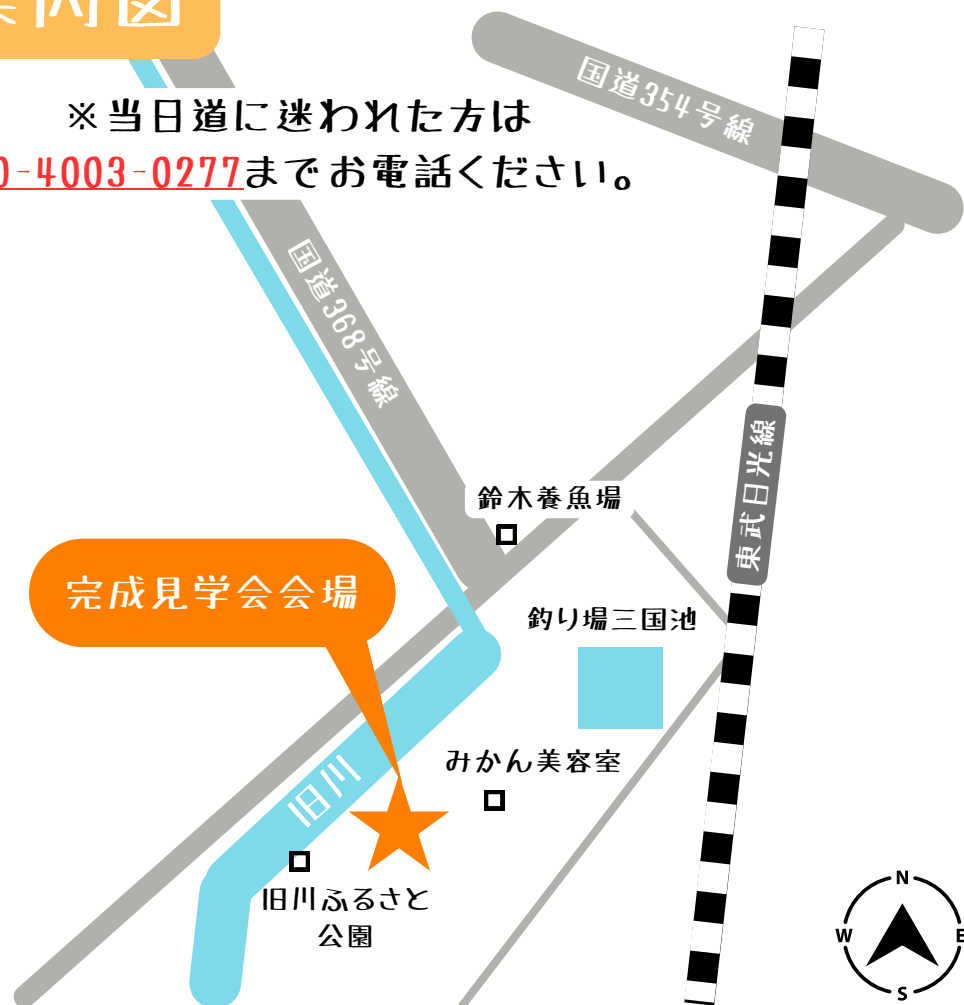 案内図
※当日道に迷われた方は
0-4003-0277までお電話ください。
国道354号線
国道368号線
東武日光線
鈴木養魚場
完成見学会会場
釣り場三国池
みかん美容室
旧川
旧川ふるさと
公園
N
W
E
S